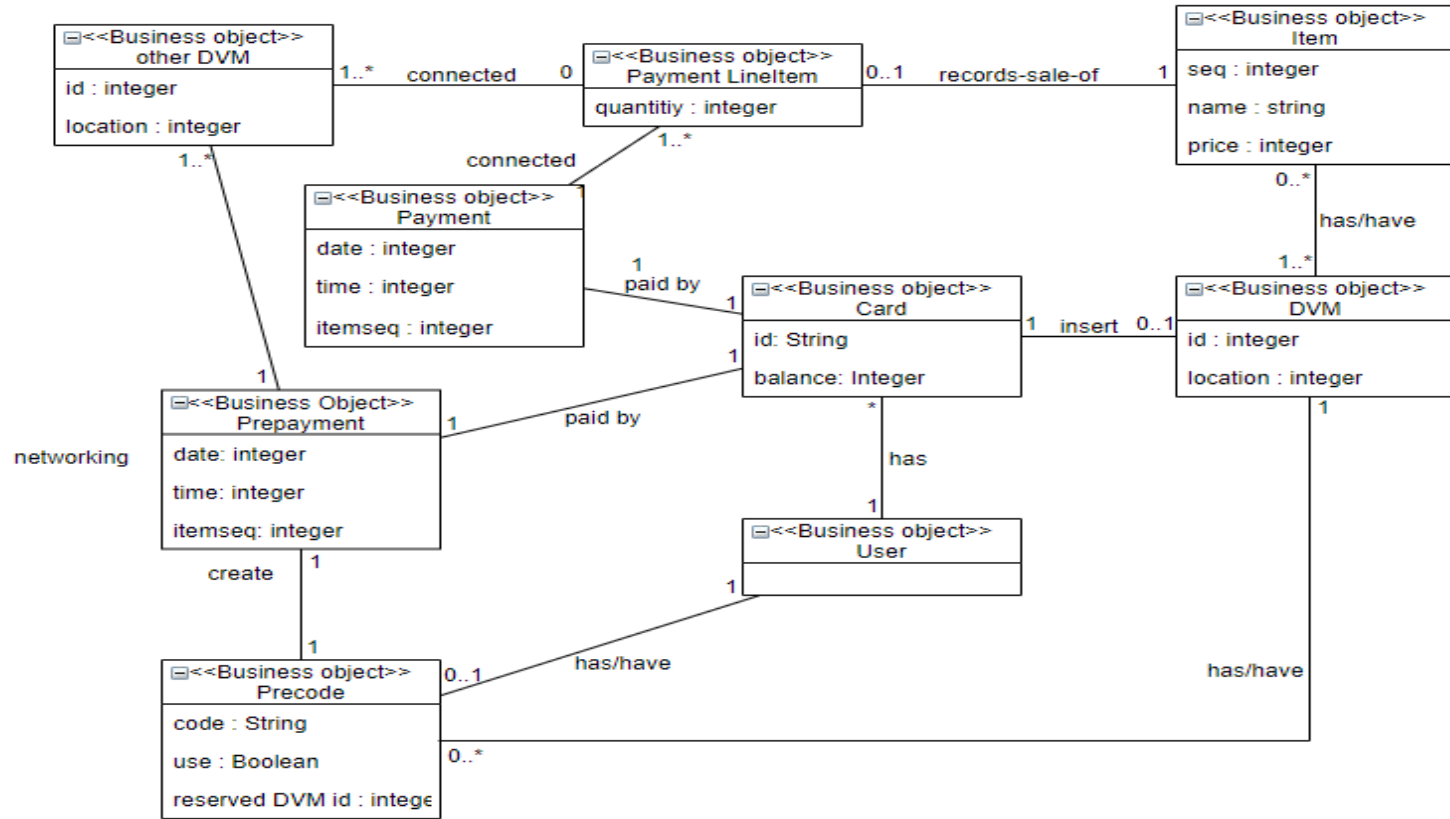 <<Business object>>
other DVM
id : integer
location : integer
1..* connected 0
<<Business object>>
Payment LineItem
quantitiy : integer
0..1 records-sale-of 1
<<Business object>>
Item
seq : integer
name : string
price : integer
1..*
connected
1..*
1
0..*
has/have
1..*
<<Business object>>
Payment
date : integer
time : integer
itemseq : integer
1
paid by
1
<<Business object>>
Card
id: String
balance: Integer
1 insert 0..1
<<Business object>>
DVM
id : integer
location : integer
1
1
networking
<<Business Object>>
Prepayment
date: integer
time: integer
itemseq: integer
1
paid by
1
*
has
1
<<Business object>>
User
1
create
1
1
has/have
0..1
has/have
<<Business object>>
Precode
code : String
use : Boolean
reserved DVM id : intege
0..*